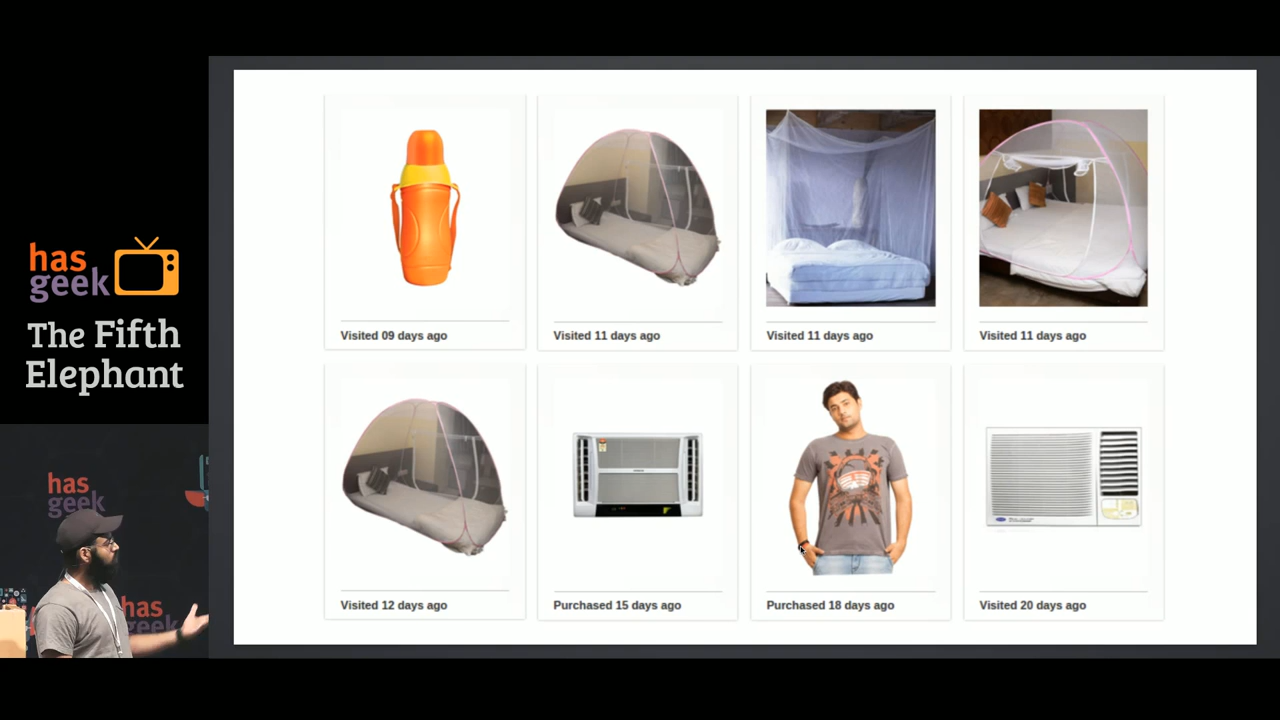 has
geek
The Fifth
Elephant
has
geek
has
geek
Visited 09 days ago
Visited 11 days ago
Visited 11 days ago
Visited 11 days ago
Visited 12 days ago
Purchased 15 days ago
Purchased 18 days ago
Visited 20 days ago